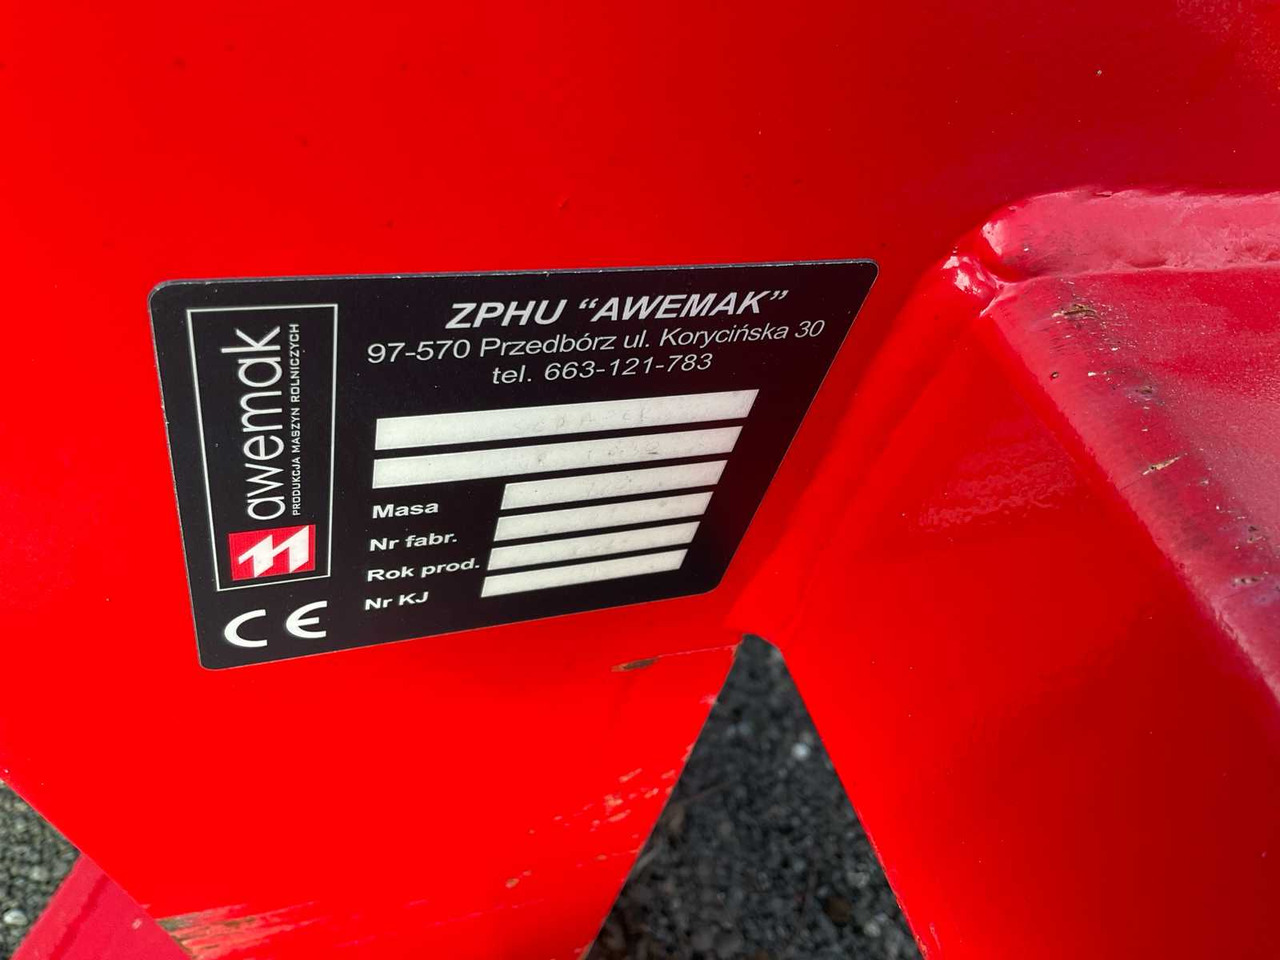 ZPHU “AWEMAK”
97-570 Przedbórz ul. Korycińska 30
tel. 663-121-783
awemak
PRODUKCJA MASZYN ROLNICZYCH
Masa
Nr fabr.
Rok prod.
Nr KJ
CE